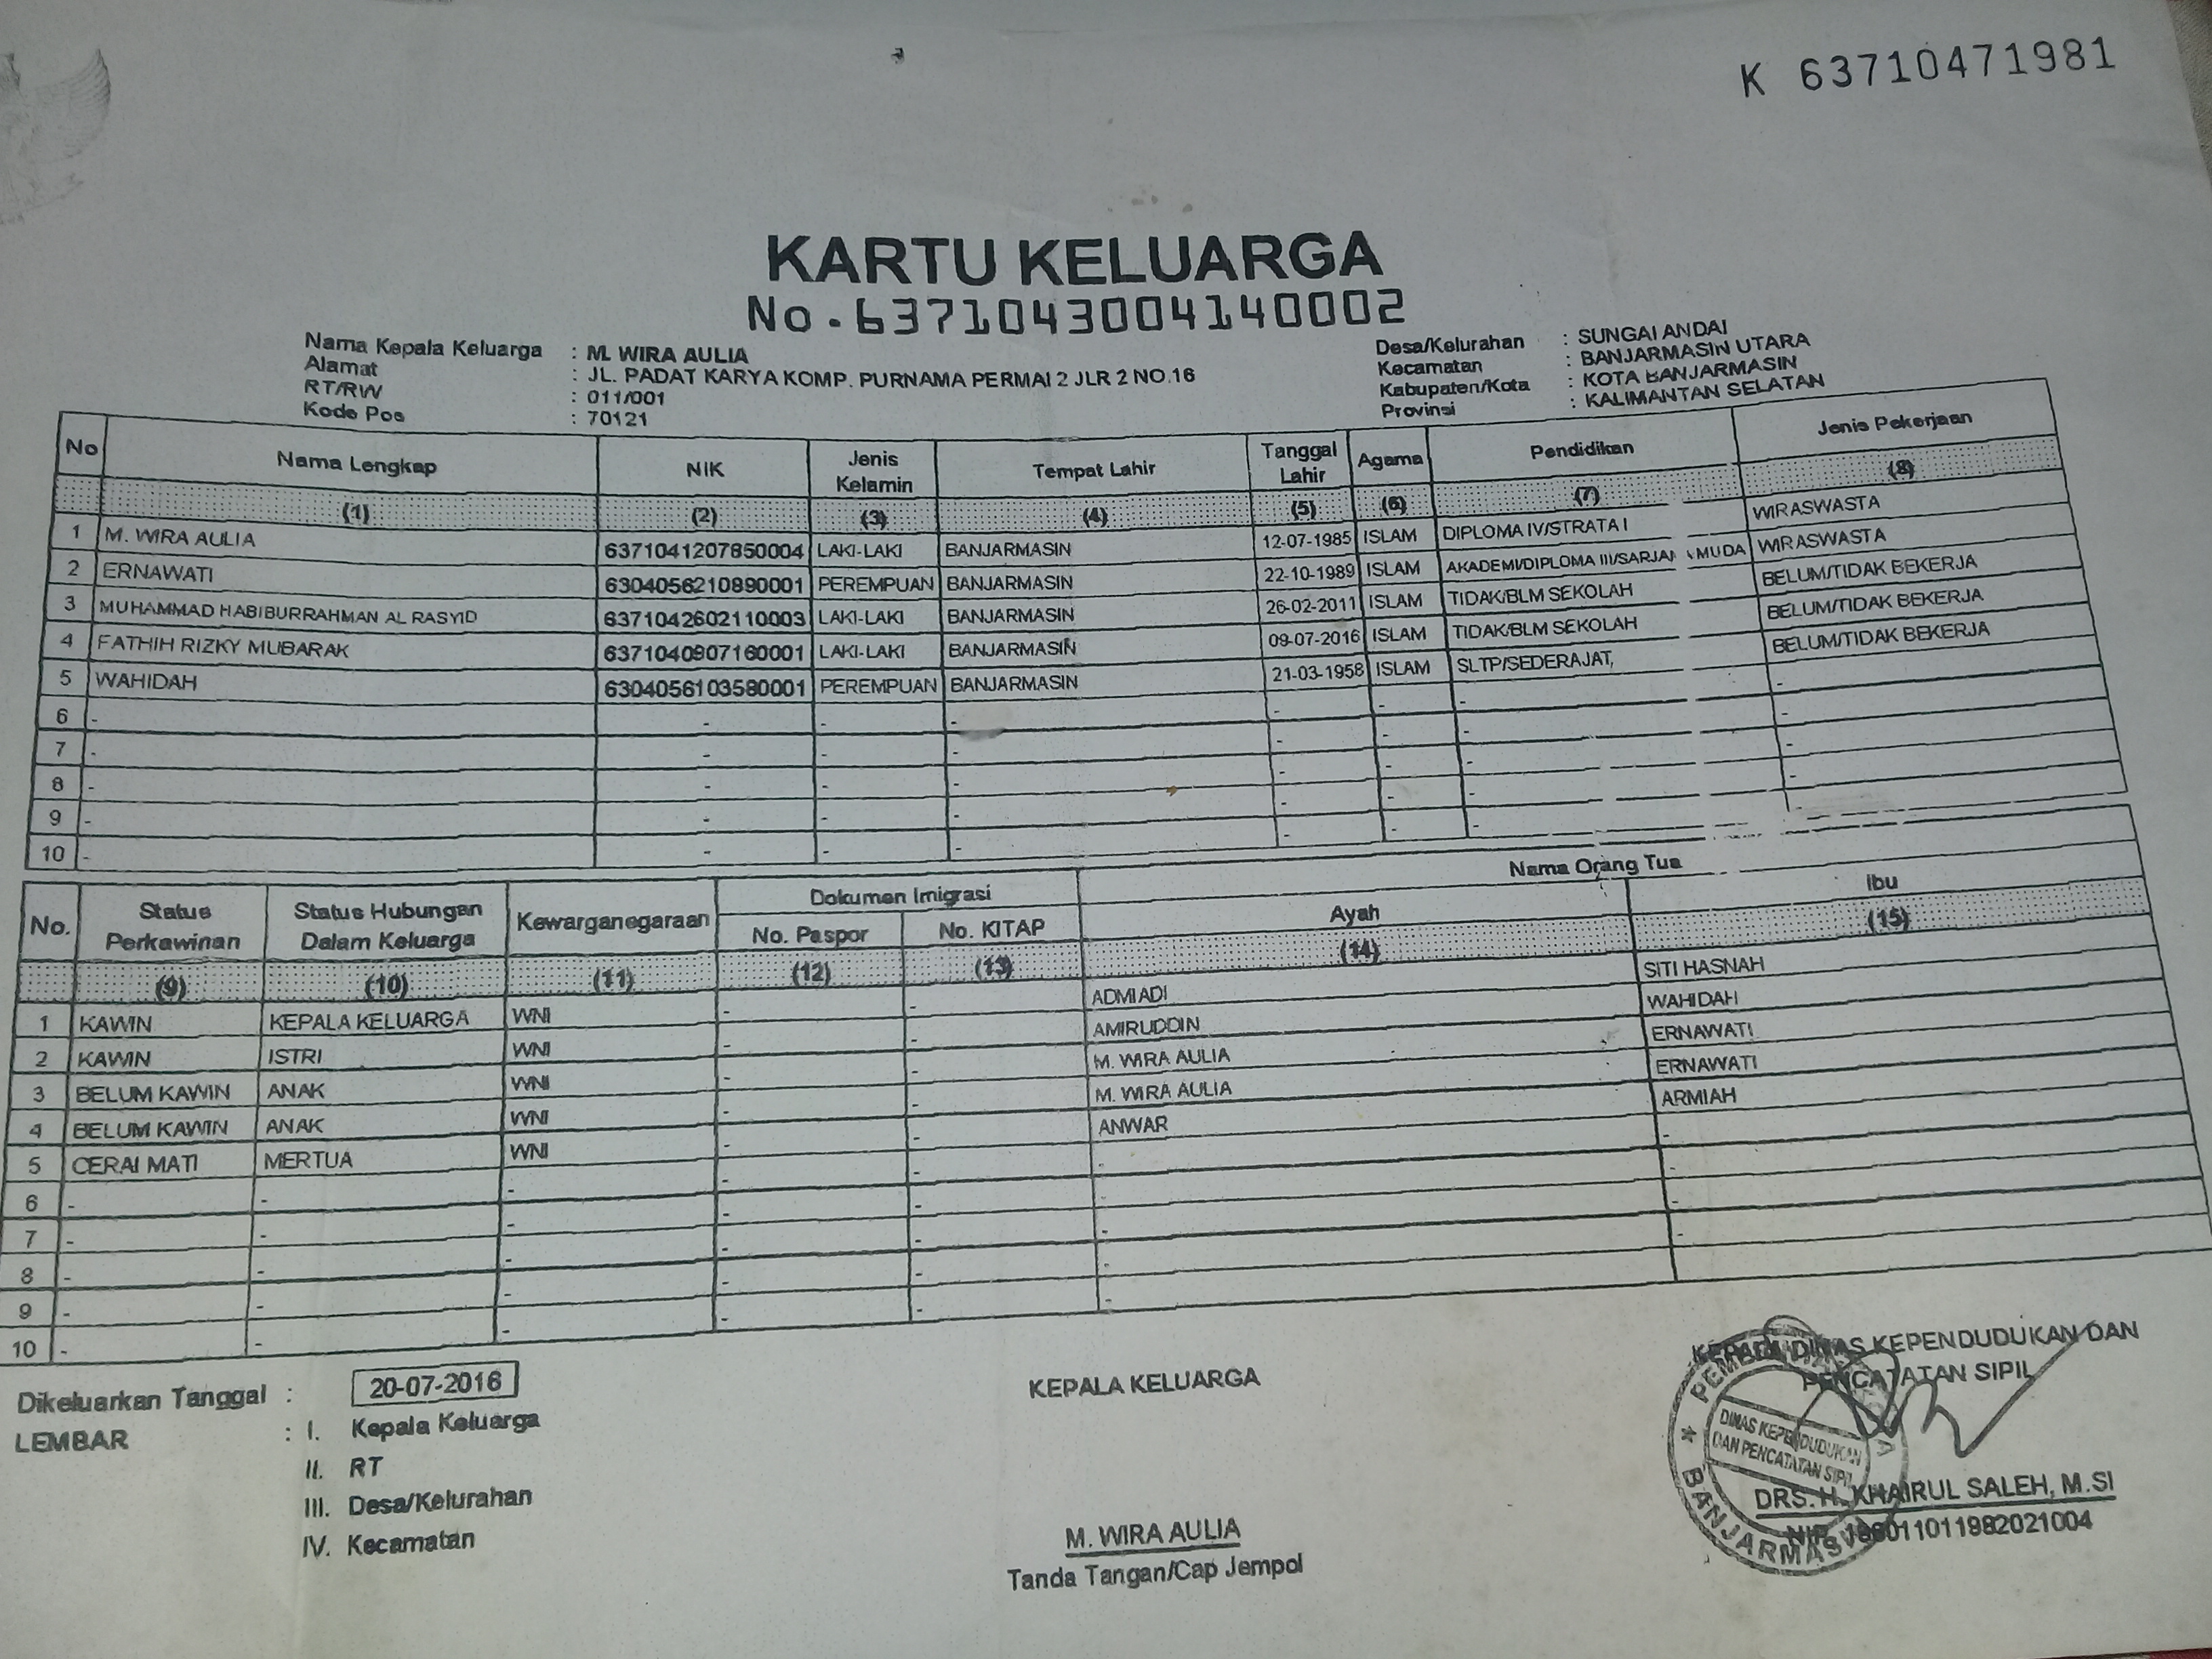 K 63710471981
KARTU KELUARGA
No.6371043004140002
Nama Kepala Keluarga : M. WIRA AULIA
Alamat : JL. PADAT KARYA KOMP. PURNAMA PERMAI 2 JLR 2 NO.16
RT/RW : 011/001
Kode Pos : 70121
Desa/Kelurahan : SUNGAI ANDAI
Kecamatan : BANJARMASIN UTARA
Kabupaten/Kota : KOTA BANJARMASIN
Provinsi : KALIMANTAN SELATAN
No Nama Lengkap NIK Jenis Kelamin Tempat Lahir Tanggal Lahir Agama Pendidikan Jenis Pekerjaan
(1) (2) (3) (4) (5) (6) (7) (8)
1 M. WIRA AULIA 6371041207850004 LAKI-LAKI BANJARMASIN 12-07-1985 ISLAM DIPLOMA IV/STRATA I WIRASWASTA
2 ERNAWATI 6304056210890001 PEREMPUAN BANJARMASIN 22-10-1989 ISLAM AKADEMI/DIPLOMA III/SARJANA MUDA WIRASWASTA
3 MUHAMMAD HABIBURRAHMAN AL RASYID 6371042602110003 LAKI-LAKI BANJARMASIN 26-02-2011 ISLAM TIDAK/BLM SEKOLAH BELUM/TIDAK BEKERJA
4 FATHIH RIZKY MUBARAK 6371040907160001 LAKI-LAKI BANJARMASIN 09-07-2016 ISLAM TIDAK/BLM SEKOLAH BELUM/TIDAK BEKERJA
5 WAHIDAH 6304056103580001 PEREMPUAN BANJARMASIN 21-03-1958 ISLAM SLTP/SEDERAJAT, BELUM/TIDAK BEKERJA
6 - - - - - - - -
7 - - - - - - - -
8 - - - - - - - -
9 - - - - - - - -
10 - - - - - - - -
No. Status Perkawinan Status Hubungan Dalam Keluarga Kewarganegaraan Dokumen Imigrasi Nama Orang Tua
No. Paspor No. KITAP Ayah Ibu
(9) (10) (11) (12) (13) (14) (15)
1 KAWIN KEPALA KELUARGA WNI - - ADMIADI SITI HASNAH
2 KAWIN ISTRI WNI - - AMIRUDDIN WAHIDAH
3 BELUM KAWIN ANAK WNI - - M. WIRA AULIA ERNAWATI
4 BELUM KAWIN ANAK WNI - - M. WIRA AULIA ERNAWATI
5 CERAI MATI MERTUA WNI - - ANWAR ARMIAH
6 - - - - - - -
7 - - - - - - -
8 - - - - - - -
9 - - - - - - -
10 - - - - - - -
Dikeluarkan Tanggal : 20-07-2016
LEMBAR : I. Kepala Keluarga
II. RT
III. Desa/Kelurahan
IV. Kecamatan
KEPALA KELUARGA
M. WIRA AULIA
Tanda Tangan/Cap Jempol
KEPALA DINAS KEPENDUDUKAN DAN
PENCATATAN SIPIL
DINAS KEPENDUDUKAN
DAN PENCATATAN SIPIL
BANJARMASIN
DRS. H. KHAIRUL SALEH, M.SI
NIP.